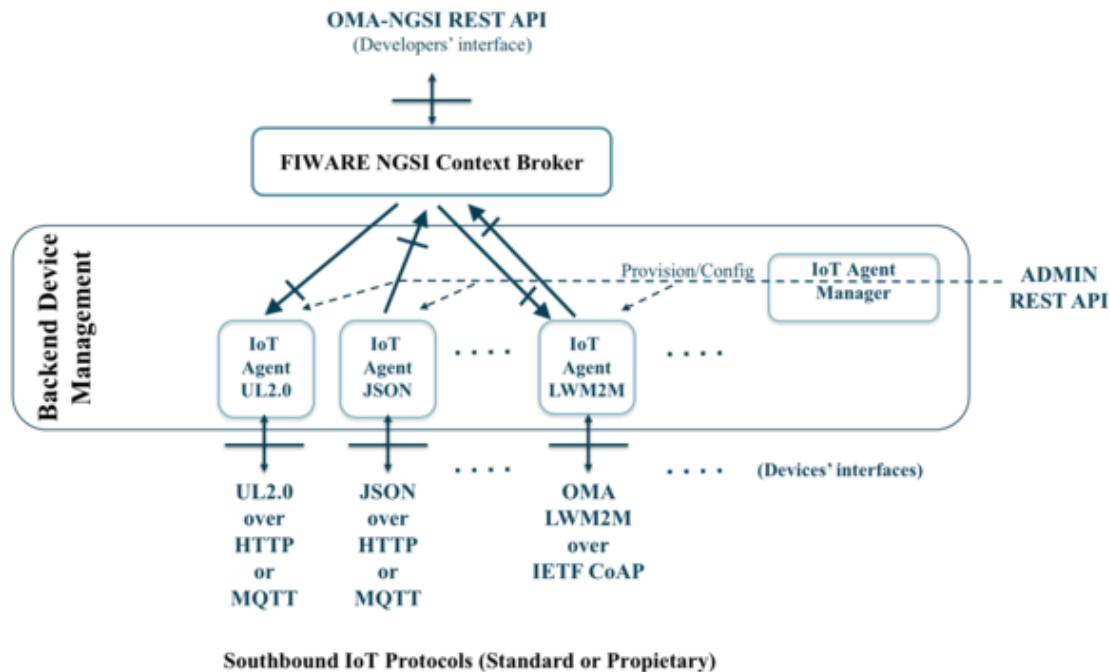 OMA-NGSI REST API
(Developers' interface)
FIWARE NGSI Context Broker
Backend Device
Management
Provision/Config
IoT Agent
Manager
ADMIN
REST API
IoT
Agent
UL2.0
IoT
Agent
JSON
. . . .
IoT
Agent
LWM2M
. . . .
UL2.0
over
HTTP
or
MQTT
JSON
over
HTTP
or
MQTT
. . . .
OMA
LWM2M
over
IETF CoAP
. . . .
(Devices' interfaces)
Southbound IoT Protocols (Standard or Propietary)